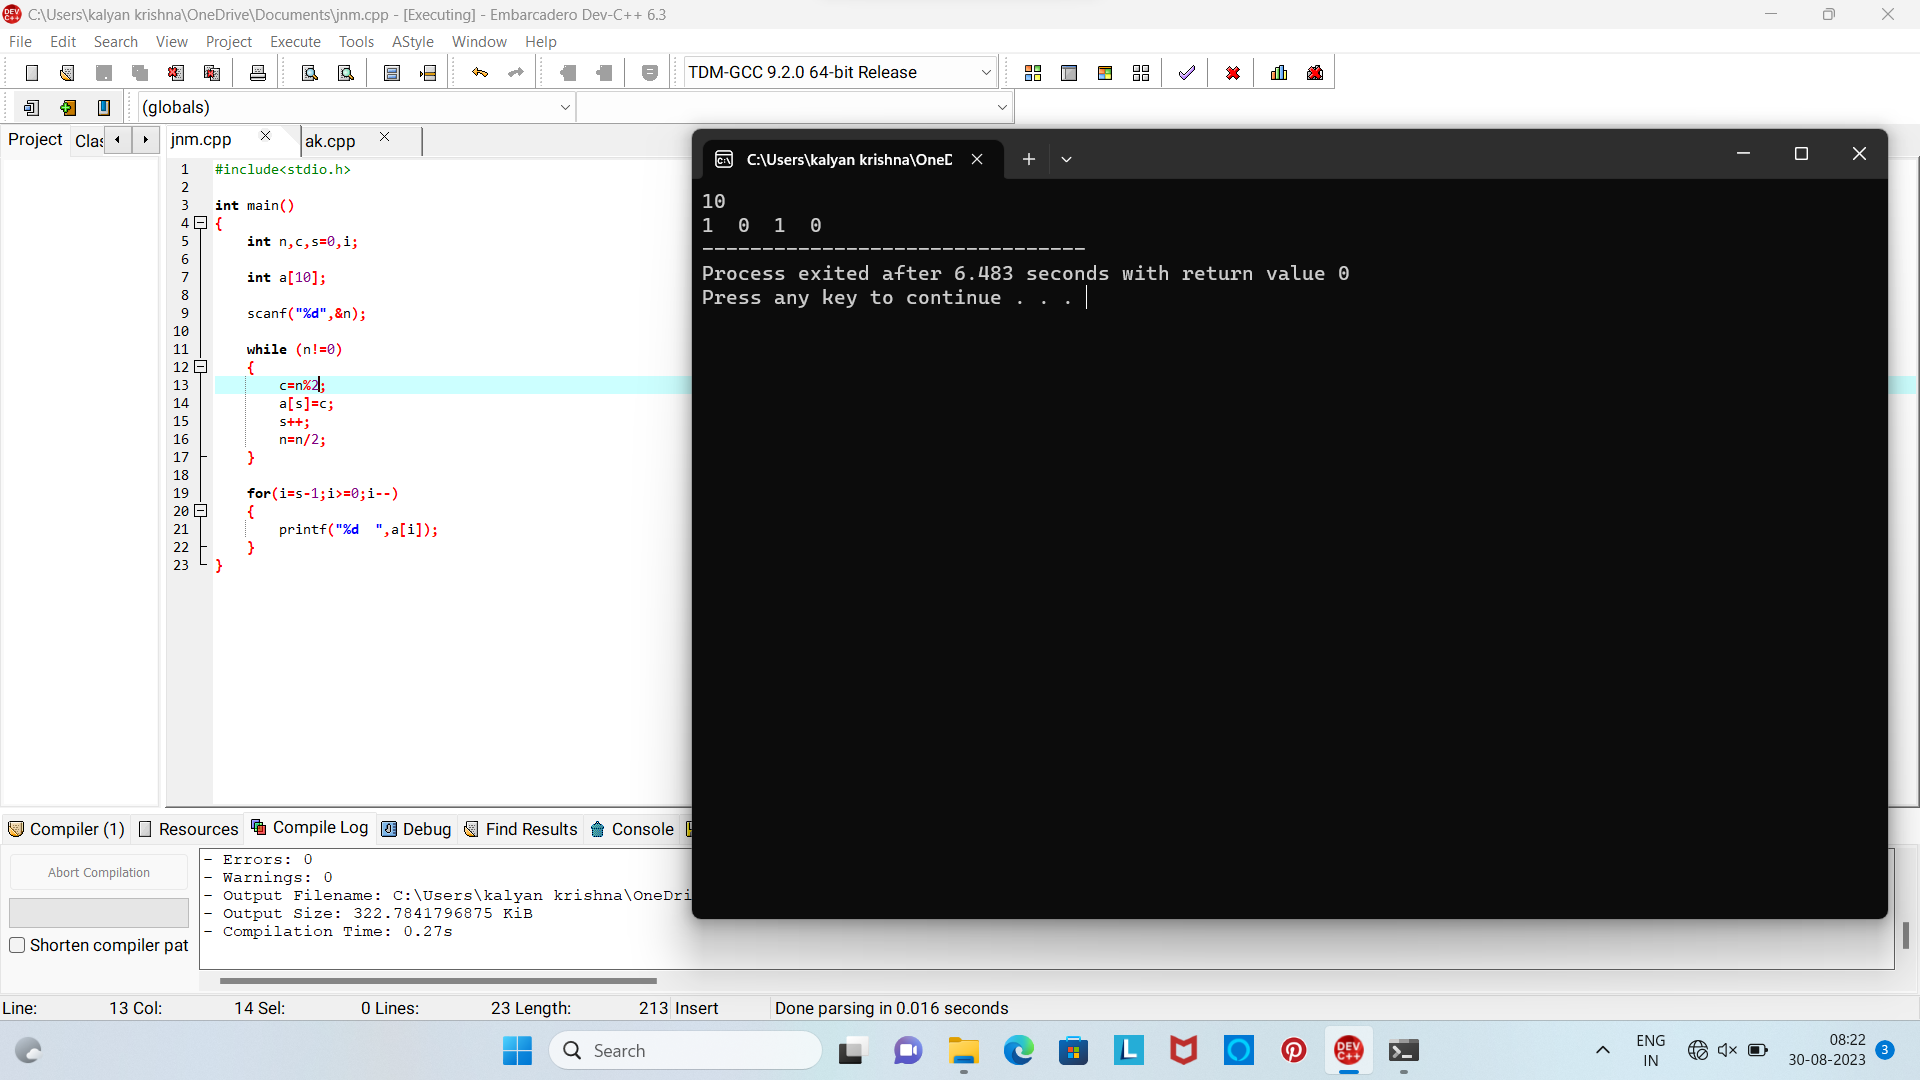 C:\Users\kalyan krishna\OneDrive\Documents\jnm.cpp - [Executing] - Embarcadero Dev-C++ 6.3
File Edit Search View Project Execute Tools AStyle Window Help
TDM-GCC 9.2.0 64-bit Release
(globals)
Project Clas jnm.cpp ak.cpp
1 #include<stdio.h>
2
3 int main()
4 {
5 int n,c,s=0,i;
6
7 int a[10];
8
9 scanf("%d",&n);
10
11 while (n!=0)
12 {
13 c=n%2;
14 a[s]=c;
15 s++;
16 n=n/2;
17 }
18
19 for(i=s-1;i>=0;i--)
20 {
21 printf("%d  ",a[i]);
22 }
23 }
C:\Users\kalyan krishna\OneD
10
1  0  1  0
--------------------------------
Process exited after 6.483 seconds with return value 0
Press any key to continue . . .
Compiler (1) Resources Compile Log Debug Find Results Console
Abort Compilation
Shorten compiler pat
- Errors: 0
- Warnings: 0
- Output Filename: C:\Users\kalyan krishna\OneDri
- Output Size: 322.7841796875 KiB
- Compilation Time: 0.27s
Line: 13 Col: 14 Sel: 0 Lines: 23 Length: 213 Insert Done parsing in 0.016 seconds
Search
ENG
IN
08:22
30-08-2023
3